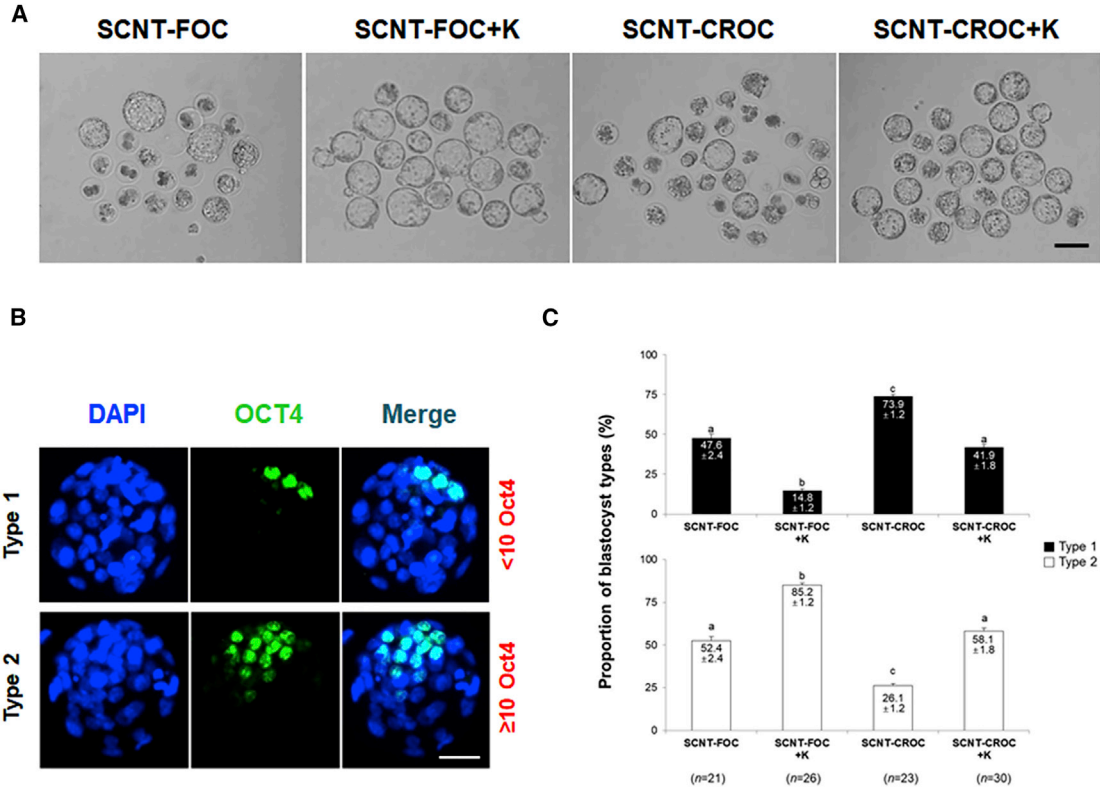 A
SCNT-FOC
SCNT-FOC+K
SCNT-CROC
SCNT-CROC+K
B
DAPI
OCT4
Merge
Type 1
<10 Oct4
Type 2
≥10 Oct4
C
Proportion of blastocyst types (%)
100
75
50
25
0
a
47.6
±2.4
b
14.8
±1.2
c
73.9
±1.2
a
41.9
±1.8
SCNT-FOC
SCNT-FOC
+K
SCNT-CROC
SCNT-CROC
+K
Type 1
Type 2
100
75
50
25
0
a
52.4
±2.4
b
85.2
±1.2
c
26.1
±1.2
a
58.1
±1.8
SCNT-FOC
SCNT-FOC
+K
SCNT-CROC
SCNT-CROC
+K
(n=21)
(n=26)
(n=23)
(n=30)